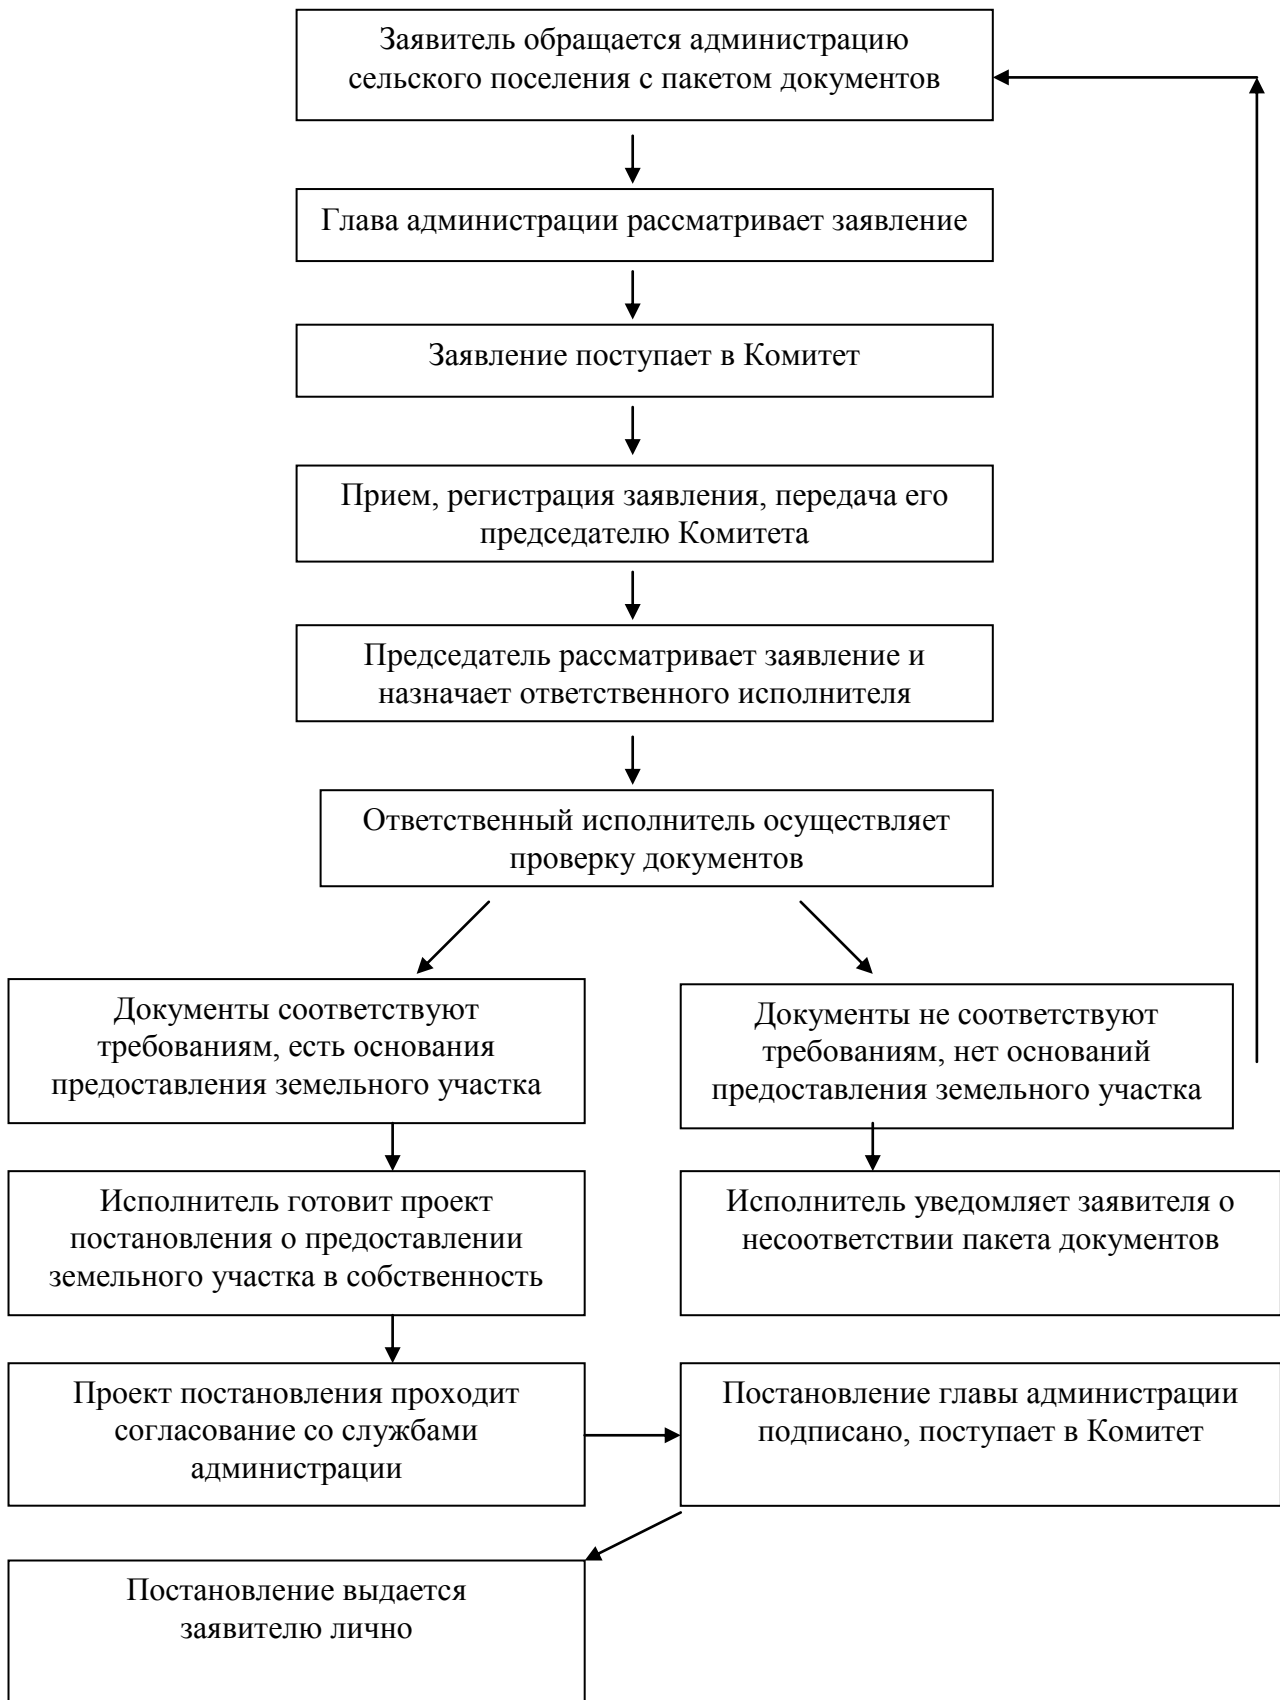 Заявитель обращается администрацию
сельского поселения с пакетом документов
Глава администрации рассматривает заявление
Заявление поступает в Комитет
Прием, регистрация заявления, передача его
председателю Комитета
Председатель рассматривает заявление и
назначает ответственного исполнителя
Ответственный исполнитель осуществляет
проверку документов
Документы соответствуют
требованиям, есть основания
предоставления земельного участка
Документы не соответствуют
требованиям, нет оснований
предоставления земельного участка
Исполнитель готовит проект
постановления о предоставлении
земельного участка в собственность
Исполнитель уведомляет заявителя о
несоответствии пакета документов
Проект постановления проходит
согласование со службами
администрации
Постановление главы администрации
подписано, поступает в Комитет
Постановление выдается
заявителю лично